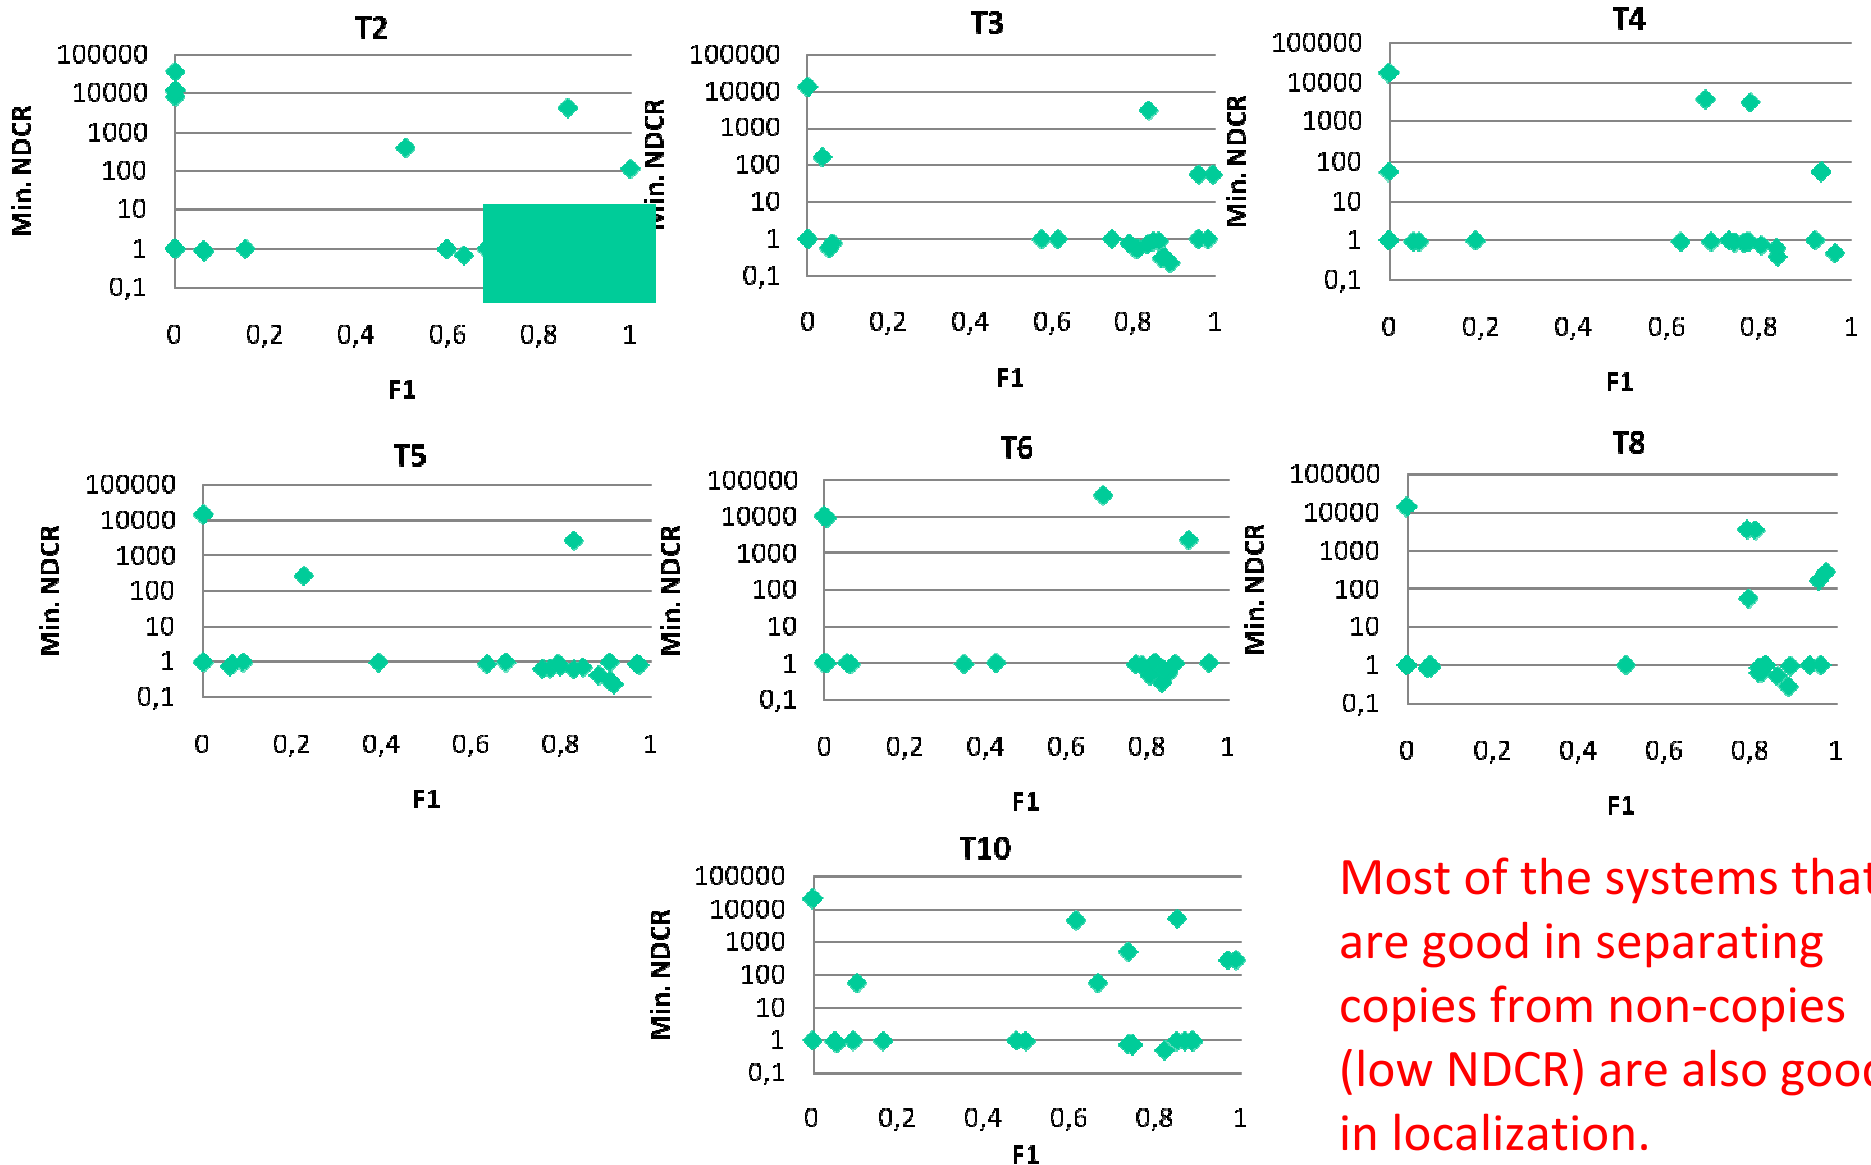 T2
100000
10000
1000
100
10
1
0,1
Min. NDCR
0 0,2 0,4 0,6 0,8 1
F1
T3
100000
10000
1000
100
10
1
0,1
Min. NDCR
0 0,2 0,4 0,6 0,8 1
F1
T4
100000
10000
1000
100
10
1
0,1
Min. NDCR
0 0,2 0,4 0,6 0,8 1
F1
T5
100000
10000
1000
100
10
1
0,1
Min. NDCR
0 0,2 0,4 0,6 0,8 1
F1
T6
100000
10000
1000
100
10
1
0,1
Min. NDCR
0 0,2 0,4 0,6 0,8 1
F1
T8
100000
10000
1000
100
10
1
0,1
Min. NDCR
0 0,2 0,4 0,6 0,8 1
F1
T10
100000
10000
1000
100
10
1
0,1
Min. NDCR
0 0,2 0,4 0,6 0,8 1
F1
Most of the systems that
are good in separating
copies from non-copies
(low NDCR) are also good
in localization.